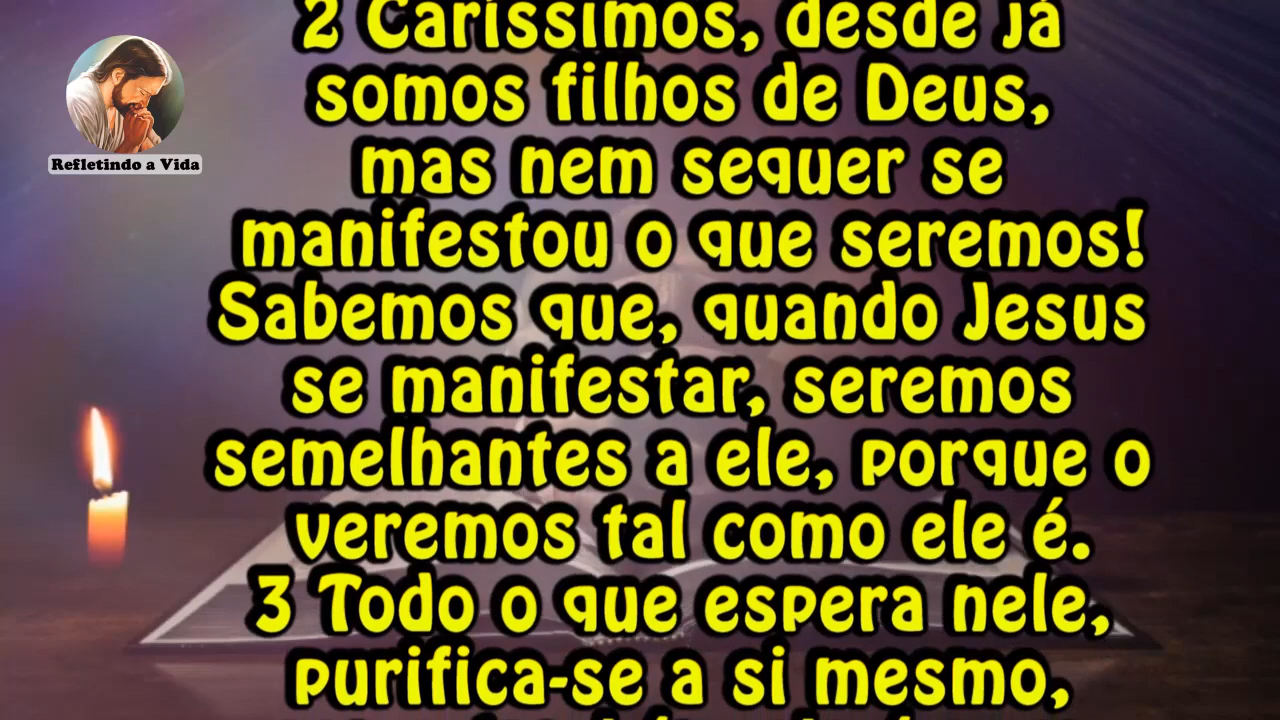 2 Caríssimos, desde já
somos filhos de Deus,
Refletindo a Vida
mas nem sequer se
manifestou o que seremos!
Sabemos que, quando Jesus
se manifestar, seremos
semelhantes a ele, porque o
veremos tal como ele é.
3 Todo o que espera nele,
purifica-se a si mesmo,